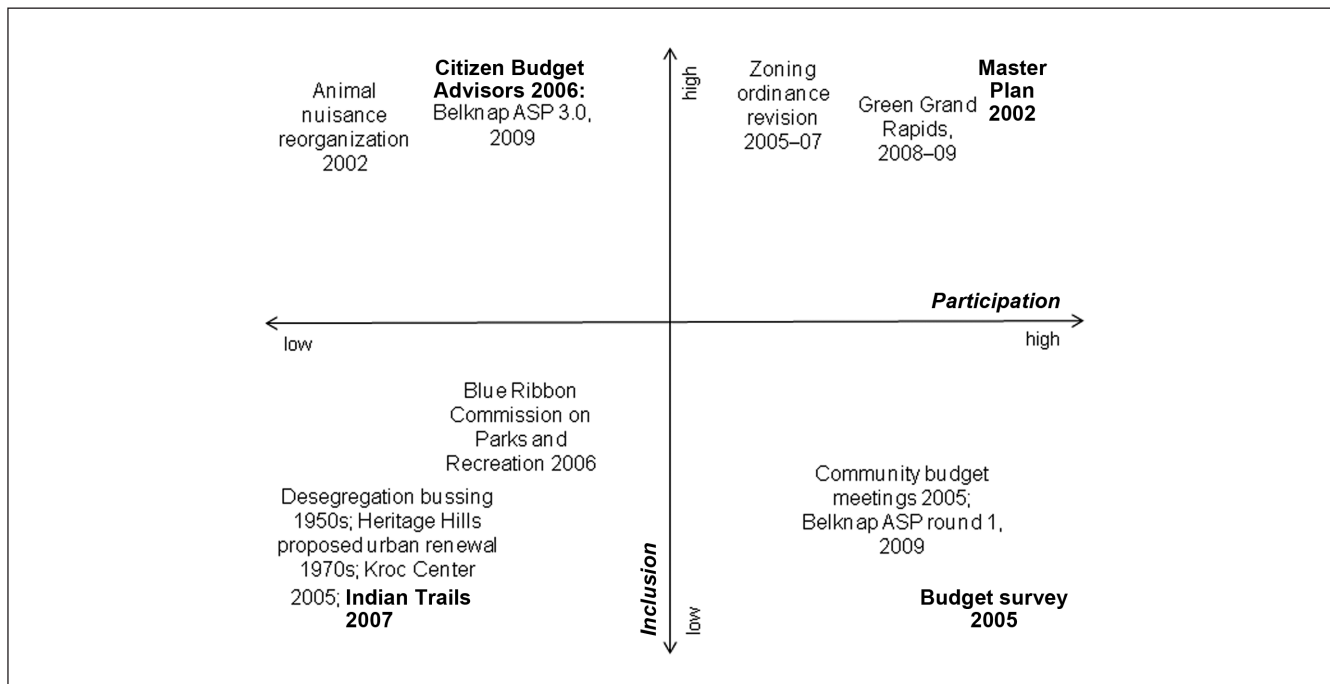 Animal
nuisance
reorganization
2002
Citizen Budget
Advisors 2006:
Belknap ASP 3.0,
2009
high
Zoning
ordinance
revision
2005–07
Green Grand
Rapids,
2008–09
Master
Plan
2002
Participation
low
high
Blue Ribbon
Commission on
Parks and
Recreation 2006
Desegregation bussing
1950s; Heritage Hills
proposed urban renewal
1970s; Kroc Center
2005; Indian Trails
2007
Inclusion
low
Community budget
meetings 2005;
Belknap ASP round 1,
2009
Budget survey
2005